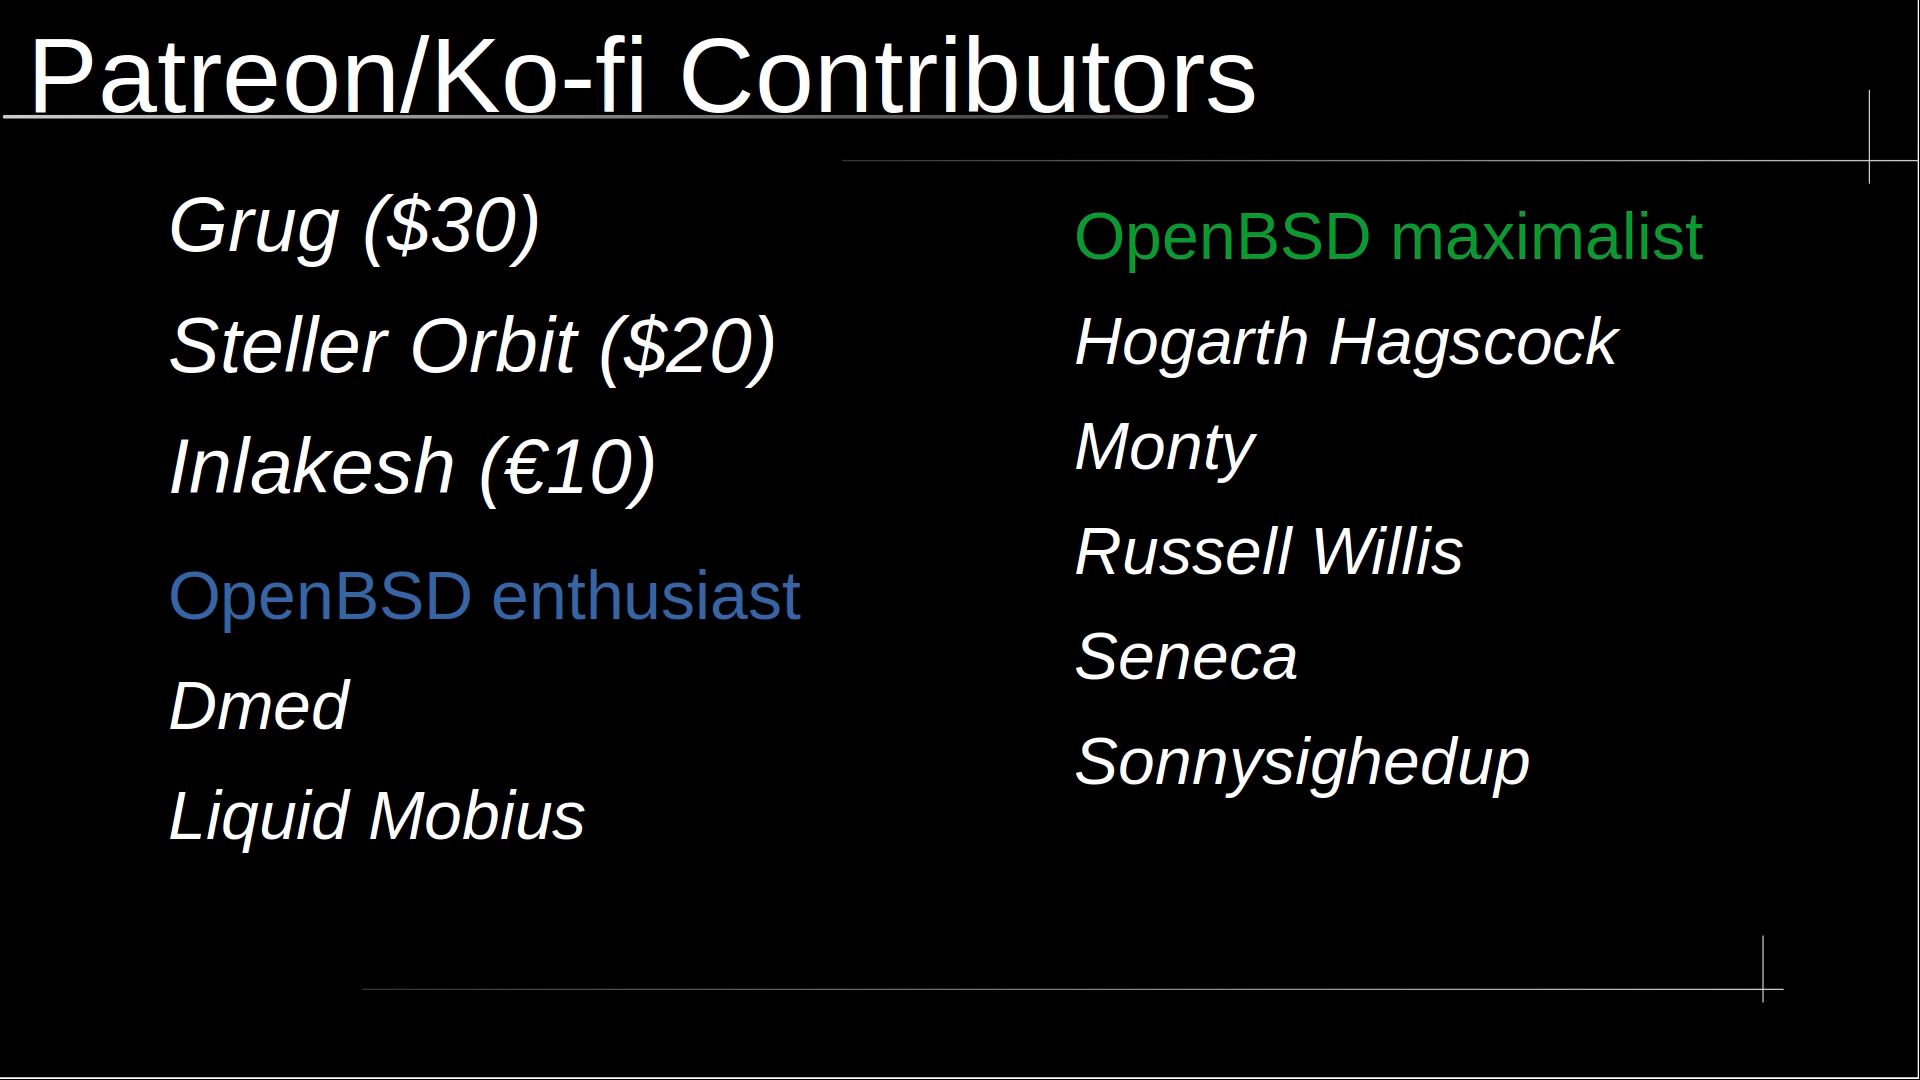 Patreon/Ko-fi Contributors
Grug ($30)
Steller Orbit ($20)
Inlakesh (€10)
OpenBSD enthusiast
Dmed
Liquid Mobius
OpenBSD maximalist
Hogarth Hagscock
Monty
Russell Willis
Seneca
Sonnysighedup